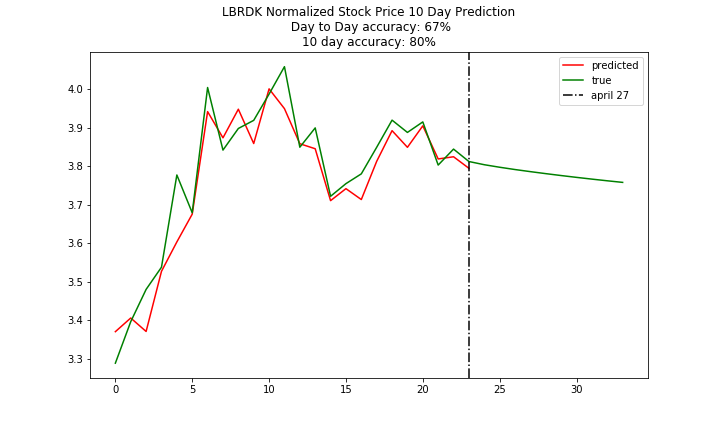 LBRDK Normalized Stock Price 10 Day Prediction
Day to Day accuracy: 67%
10 day accuracy: 80%
predicted
true
april 27
4.0
3.9
3.8
3.7
3.6
3.5
3.4
3.3
0 5 10 15 20 25 30